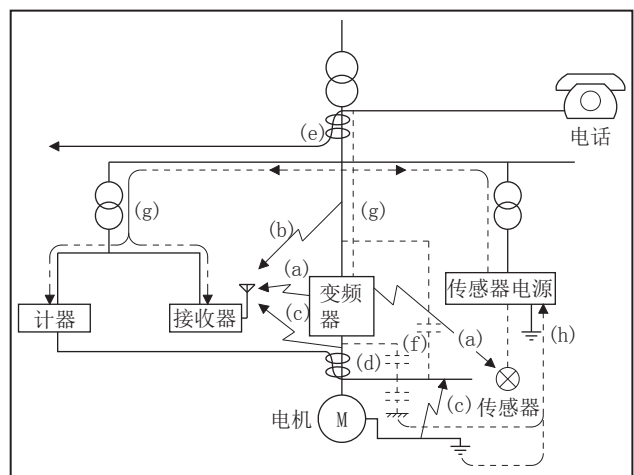 电话
(e)
(g)
(g)
(b)
(a)
变频
器
传感器电源
计器
接收器
(c)
(a)
(h)
(f)
(d)
(c)
传感器
电机
M